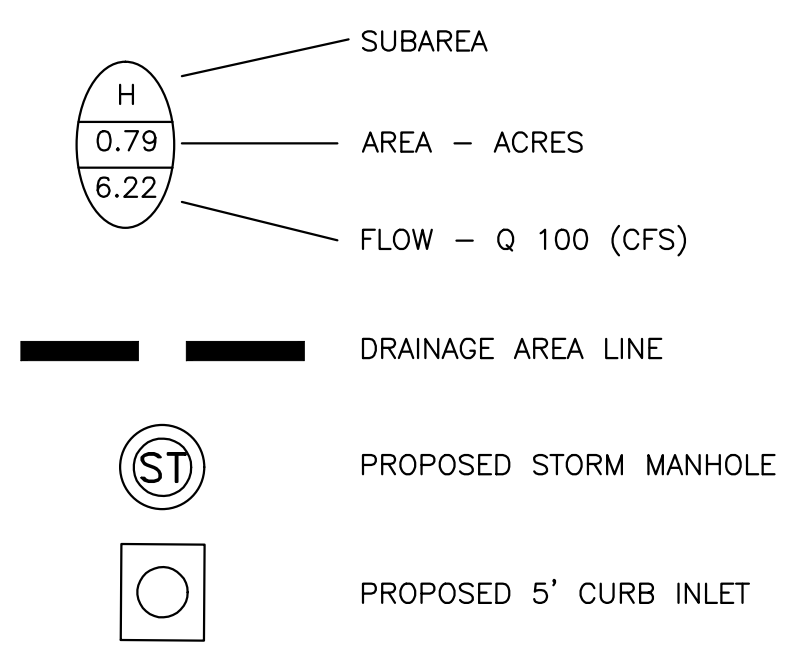 SUBAREA
H
0.79
AREA - ACRES
6.22
FLOW - Q 100 (CFS)
DRAINAGE AREA LINE
ST
PROPOSED STORM MANHOLE
PROPOSED 5' CURB INLET